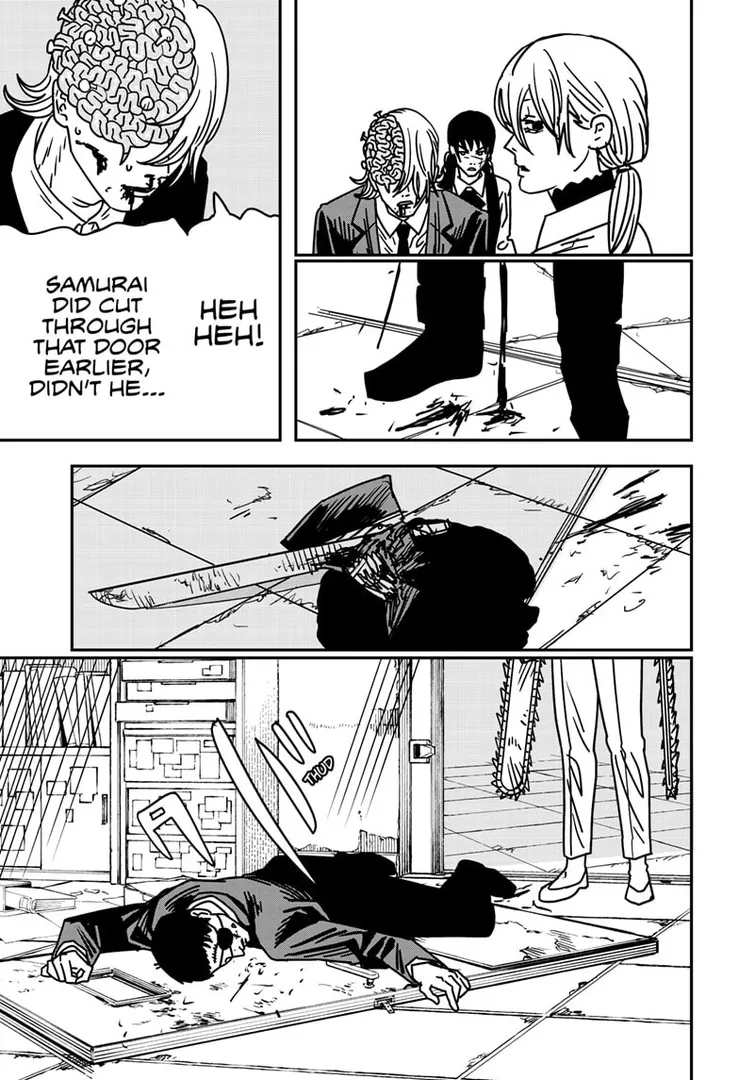 HEH
HEH!
SAMURAI
DID CUT
THROUGH
THAT DOOR
EARLIER,
DIDN'T HE...
THUD